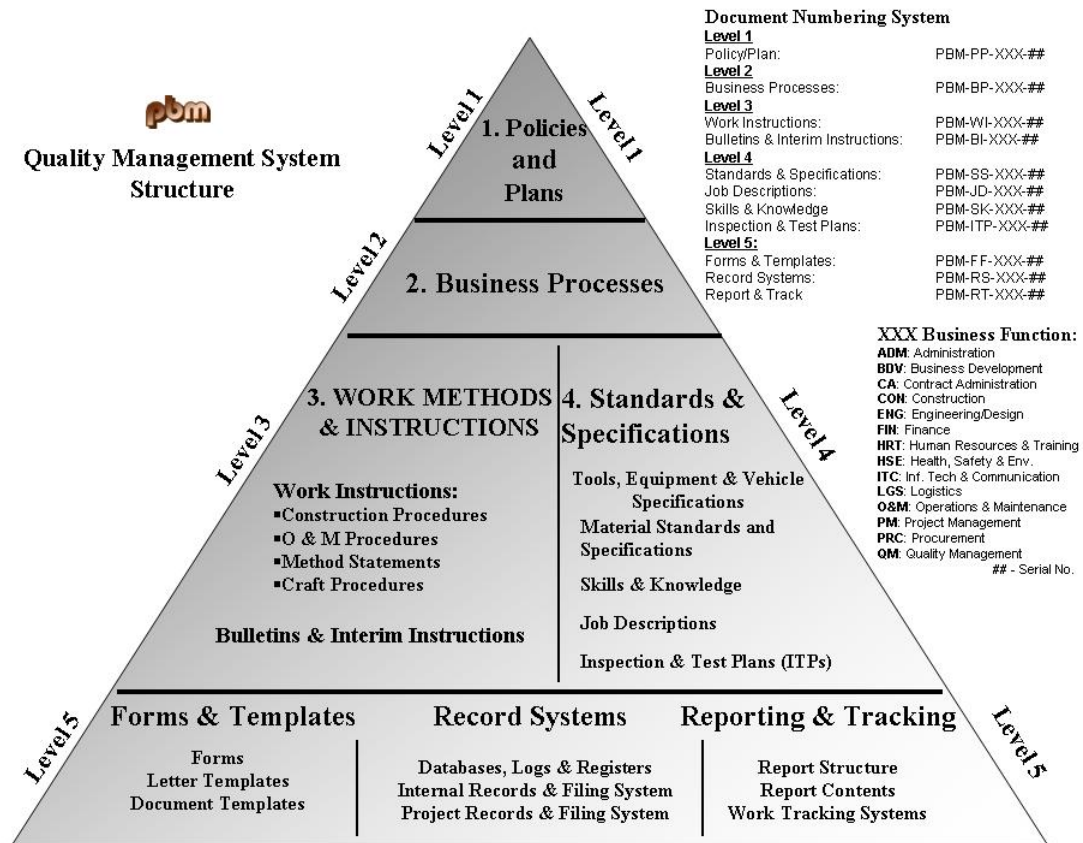 pbm
Quality Management System
Structure
Document Numbering System
Level 1
Policy/Plan: PBM-PP-XXX-##
Level 2
Business Processes: PBM-BP-XXX-##
Level 3
Work Instructions: PBM-WI-XXX-##
Bulletins & Interim Instructions: PBM-BI-XXX-##
Level 4
Standards & Specifications: PBM-SS-XXX-##
Job Descriptions: PBM-JD-XXX-##
Skills & Knowledge PBM-SK-XXX-##
Inspection & Test Plans: PBM-ITP-XXX-##
Level 5:
Forms & Templates: PBM-FF-XXX-##
Record Systems: PBM-RS-XXX-##
Report & Track PBM-RT-XXX-##
XXX Business Function:
ADM: Administration
BDV: Business Development
CA: Contract Administration
CON: Construction
ENG: Engineering/Design
FIN: Finance
HRT: Human Resources & Training
HSE: Health, Safety & Env.
ITC: Inf. Tech & Communication
LGS: Logistics
O&M: Operations & Maintenance
PM: Project Management
PRC: Procurement
QM: Quality Management
## - Serial No.
Level 1
Level 1
1. Policies
and
Plans
Level 2
2. Business Processes
Level 3
3. WORK METHODS
& INSTRUCTIONS
Work Instructions:
▪Construction Procedures
▪O & M Procedures
▪Method Statements
▪Craft Procedures
Bulletins & Interim Instructions
Level 4
4. Standards &
Specifications
Tools, Equipment & Vehicle
Specifications
Material Standards and
Specifications
Skills & Knowledge
Job Descriptions
Inspection & Test Plans (ITPs)
Level 5
Level 5
Forms & Templates
Forms
Letter Templates
Document Templates
Record Systems
Databases, Logs & Registers
Internal Records & Filing System
Project Records & Filing System
Reporting & Tracking
Report Structure
Report Contents
Work Tracking Systems